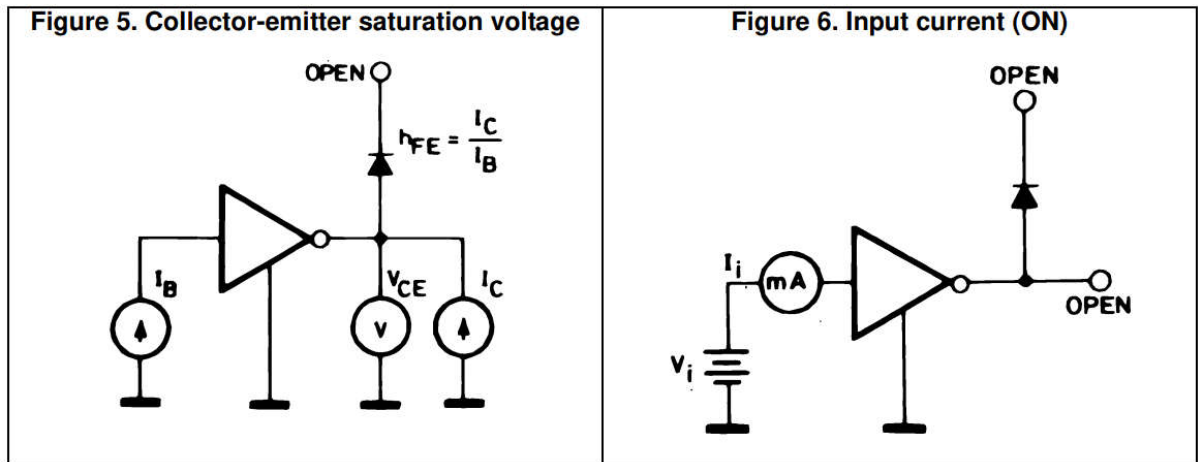 Figure 5. Collector-emitter saturation voltage
OPEN
hFE = IC
IB
IB
VCE
IC
V
Figure 6. Input current (ON)
OPEN
Ii
mA
OPEN
Vi